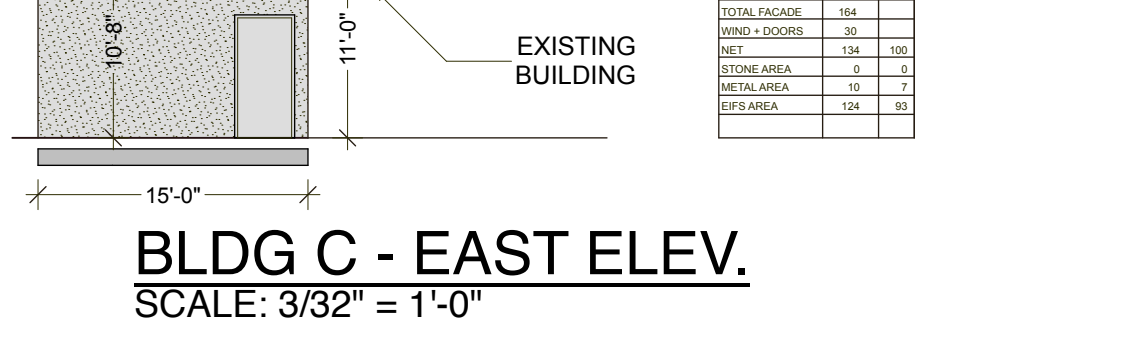 10'-8"
11'-0"
EXISTING
BUILDING
TOTAL FACADE 164
WIND + DOORS 30
NET 134 100
STONE AREA 0 0
METAL AREA 10 7
EIFS AREA 124 93
15'-0"
BLDG C - EAST ELEV.
SCALE: 3/32" = 1'-0"